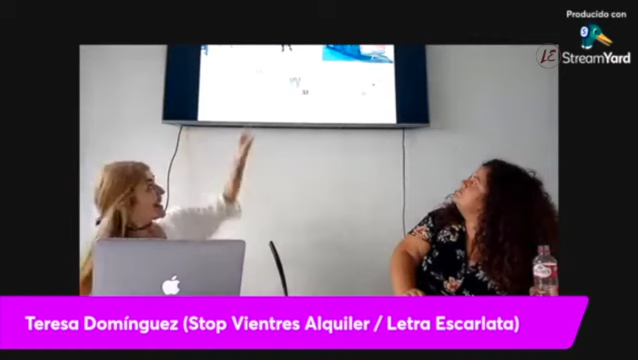 Producido con
StreamYard
LE
Teresa Domínguez (Stop Vientres Alquiler / Letra Escarlata)